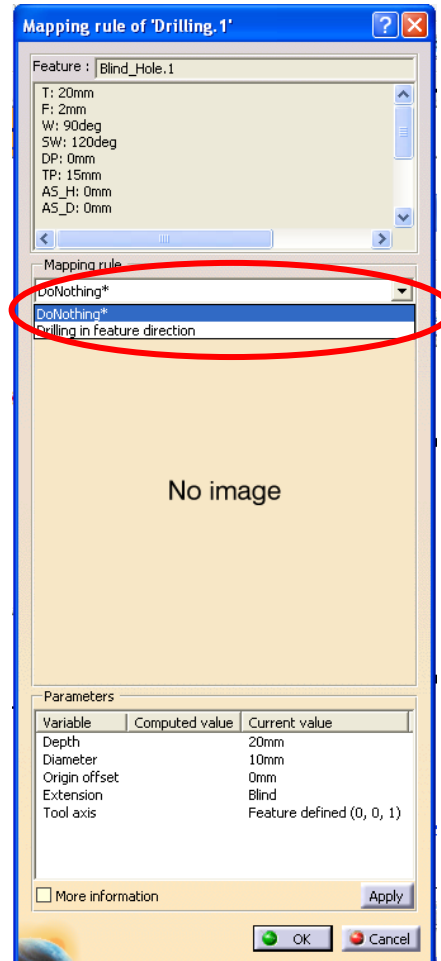 Mapping rule of 'Drilling.1'
Feature : Blind_Hole.1
T: 20mm
F: 2mm
W: 90deg
SW: 120deg
DP: 0mm
TP: 15mm
AS_H: 0mm
AS_D: 0mm
Mapping rule
DoNothing*
DoNothing*
Drilling in feature direction
No image
Parameters
Variable Computed value Current value
Depth 20mm
Diameter 10mm
Origin offset 0mm
Extension Blind
Tool axis Feature defined (0, 0, 1)
More information Apply
OK Cancel